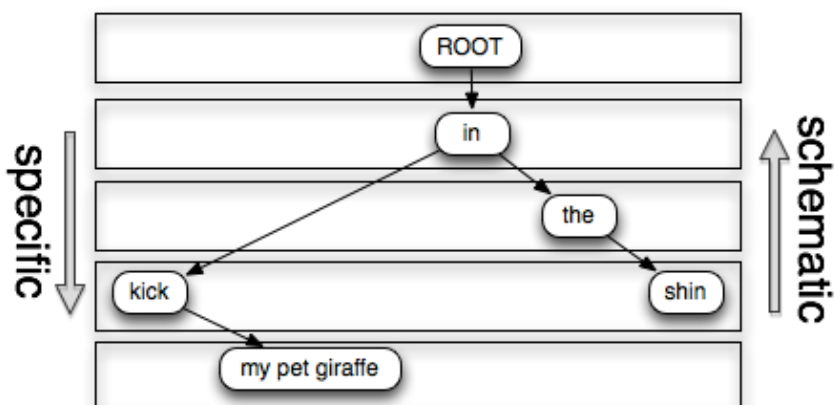 ROOT
in
the
kick
shin
my pet giraffe
specific
schematic